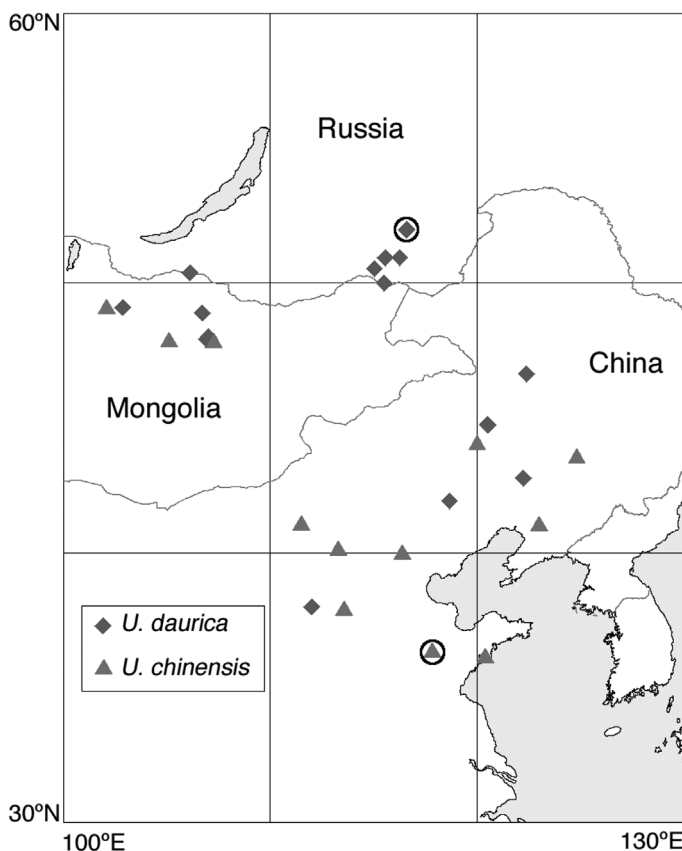 60ºN
Russia
China
Mongolia
U. daurica
U. chinensis
30ºN
100ºE
130ºE